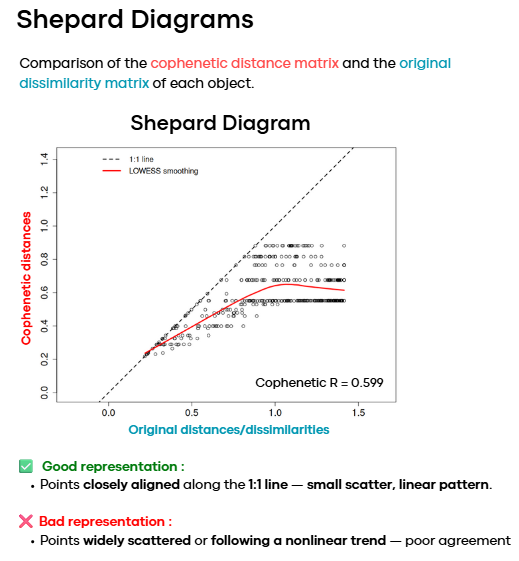 Shepard Diagrams
Comparison of the cophenetic distance matrix and the original
dissimilarity matrix of each object.
Shepard Diagram
1:1 line
LOWESS smoothing
Cophenetic distances
1.4
1.2
1.0
0.8
0.6
0.4
0.2
0.0
Cophenetic R = 0.599
0.0 0.5 1.0 1.5
Original distances/dissimilarities
✅ Good representation :
• Points closely aligned along the 1:1 line — small scatter, linear pattern.
❌ Bad representation :
• Points widely scattered or following a nonlinear trend — poor agreement